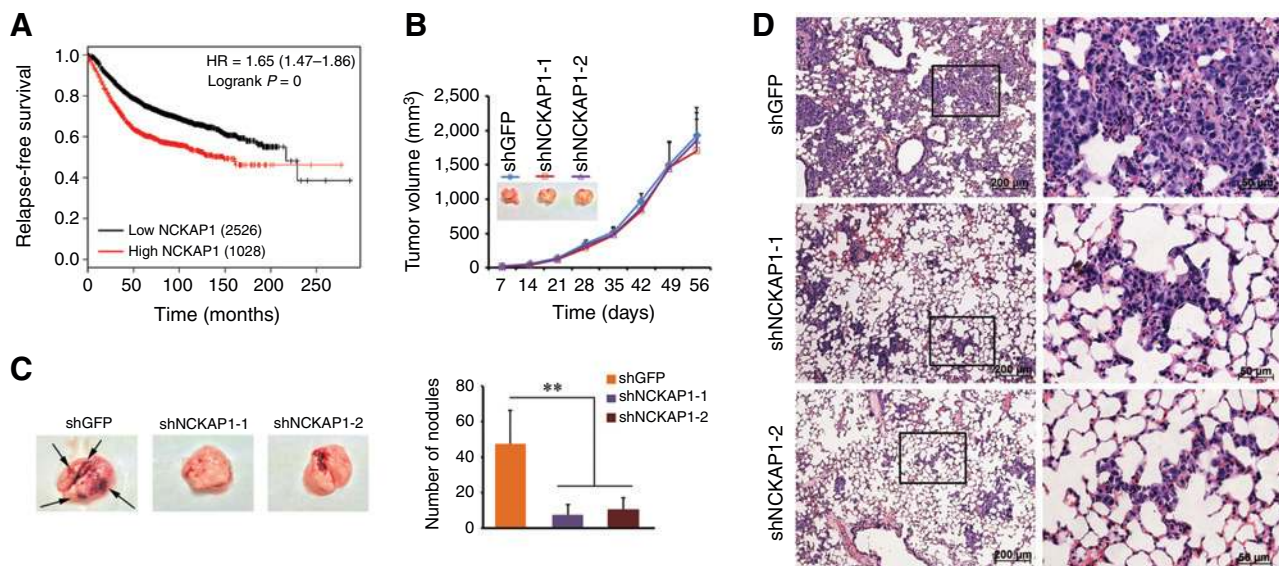 A
HR = 1.65 (1.47–1.86)
Logrank P = 0
Relapse-free survival
1.0
0.8
0.6
0.4
0.2
0.0
Low NCKAP1 (2526)
High NCKAP1 (1028)
0 50 100 150 200 250
Time (months)
B
shGFP
shNCKAP1-1
shNCKAP1-2
Tumor volume (mm³)
2,500
2,000
1,500
1,000
500
0
7 14 21 28 35 42 49 56
Time (days)
C
shGFP shNCKAP1-1 shNCKAP1-2
Number of nodules
80
60
40
20
0
**
shGFP
shNCKAP1-1
shNCKAP1-2
D
shGFP
200 μm
50 μm
shNCKAP1-1
200 μm
50 μm
shNCKAP1-2
200 μm
50 μm